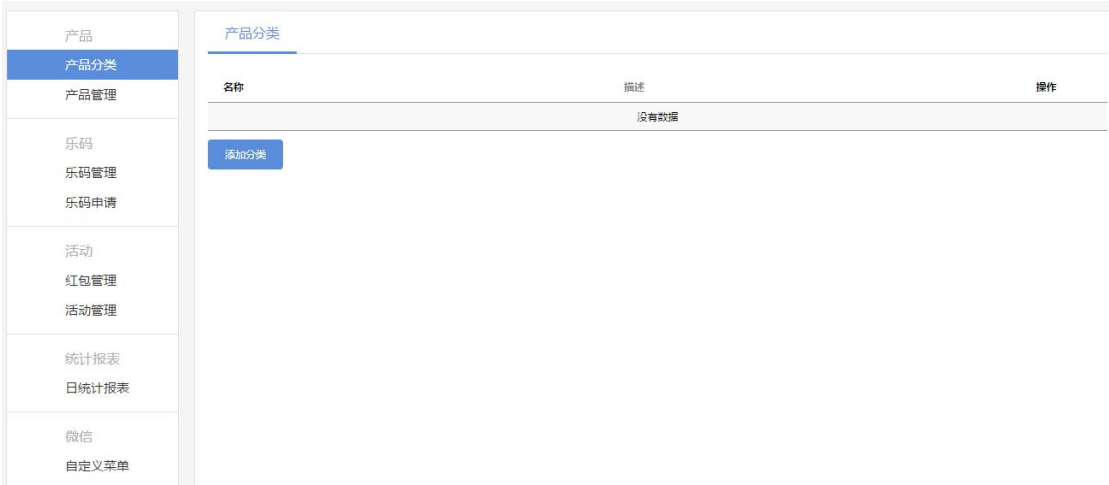 产品
产品分类
产品管理
乐码
乐码管理
乐码申请
活动
红包管理
活动管理
统计报表
日统计报表
微信
自定义菜单
产品分类
名称 描述 操作
没有数据
添加分类